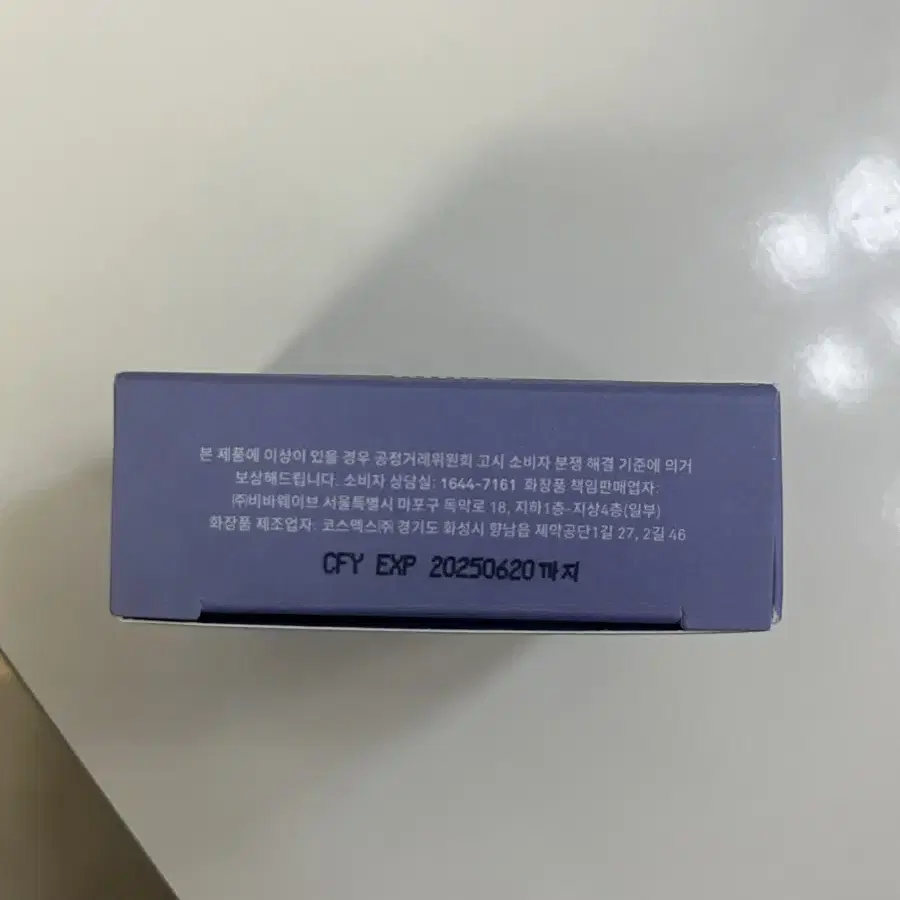 본 제품에 이상이 있을 경우 공정거래위원회 고시 소비자 분쟁 해결 기준에 의거
보상해드립니다. 소비자 상담실: 1644-7161 화장품 책임판매업자:
㈜비바웨이브 서울특별시 마포구 독막로 18, 지하1층-지상4층(일부)
화장품 제조업자: 코스맥스㈜ 경기도 화성시 향남읍 제약공단1길 27, 2길 46
CFY EXP 20250620까지